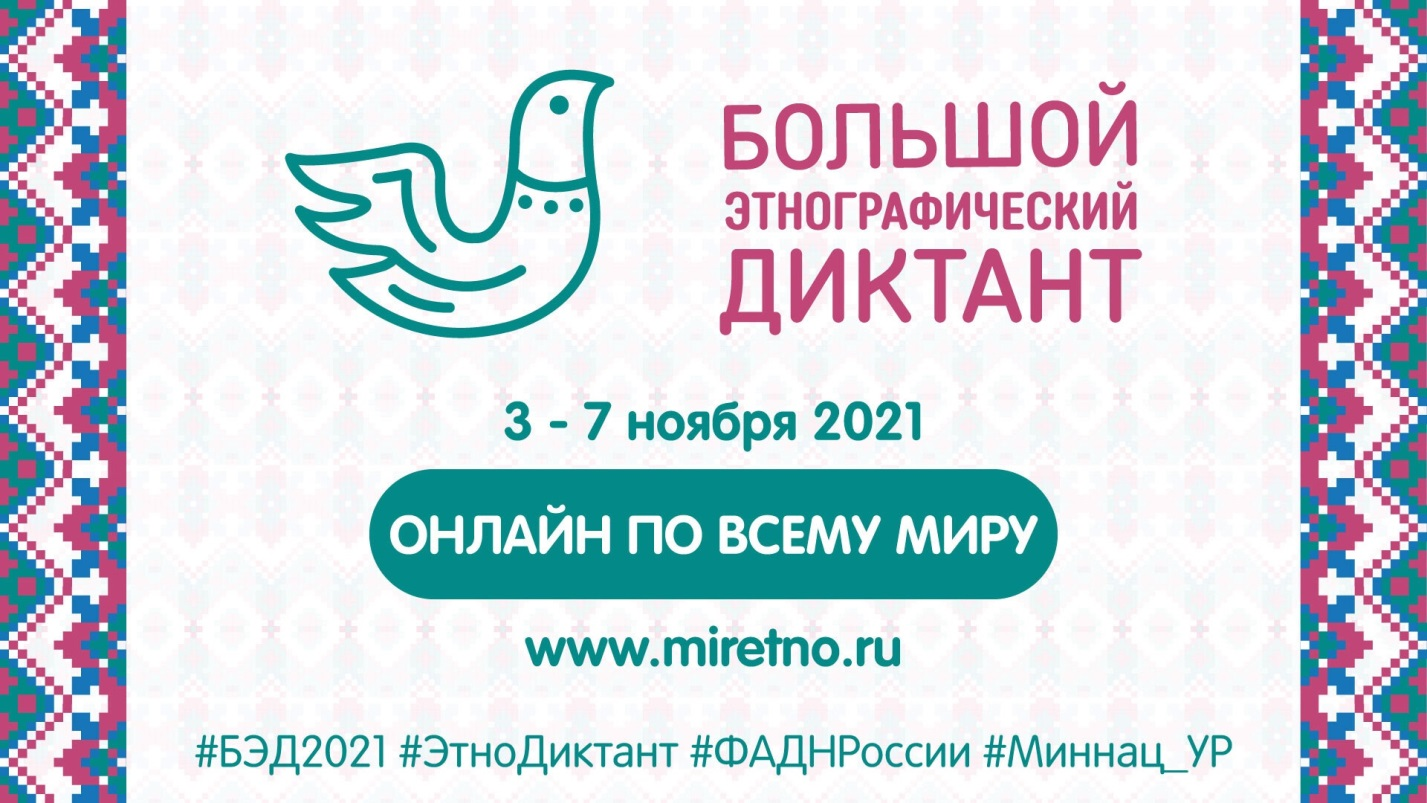 БОЛЬШОЙ
ЭТНОГРАФИЧЕСКИЙ
ДИКТАНТ
3 - 7 ноября 2021
ОНЛАЙН ПО ВСЕМУ МИРУ
www.miretno.ru
#БЭД2021 #ЭтноДиктант #ФАДНРоссии #Миннац_УР